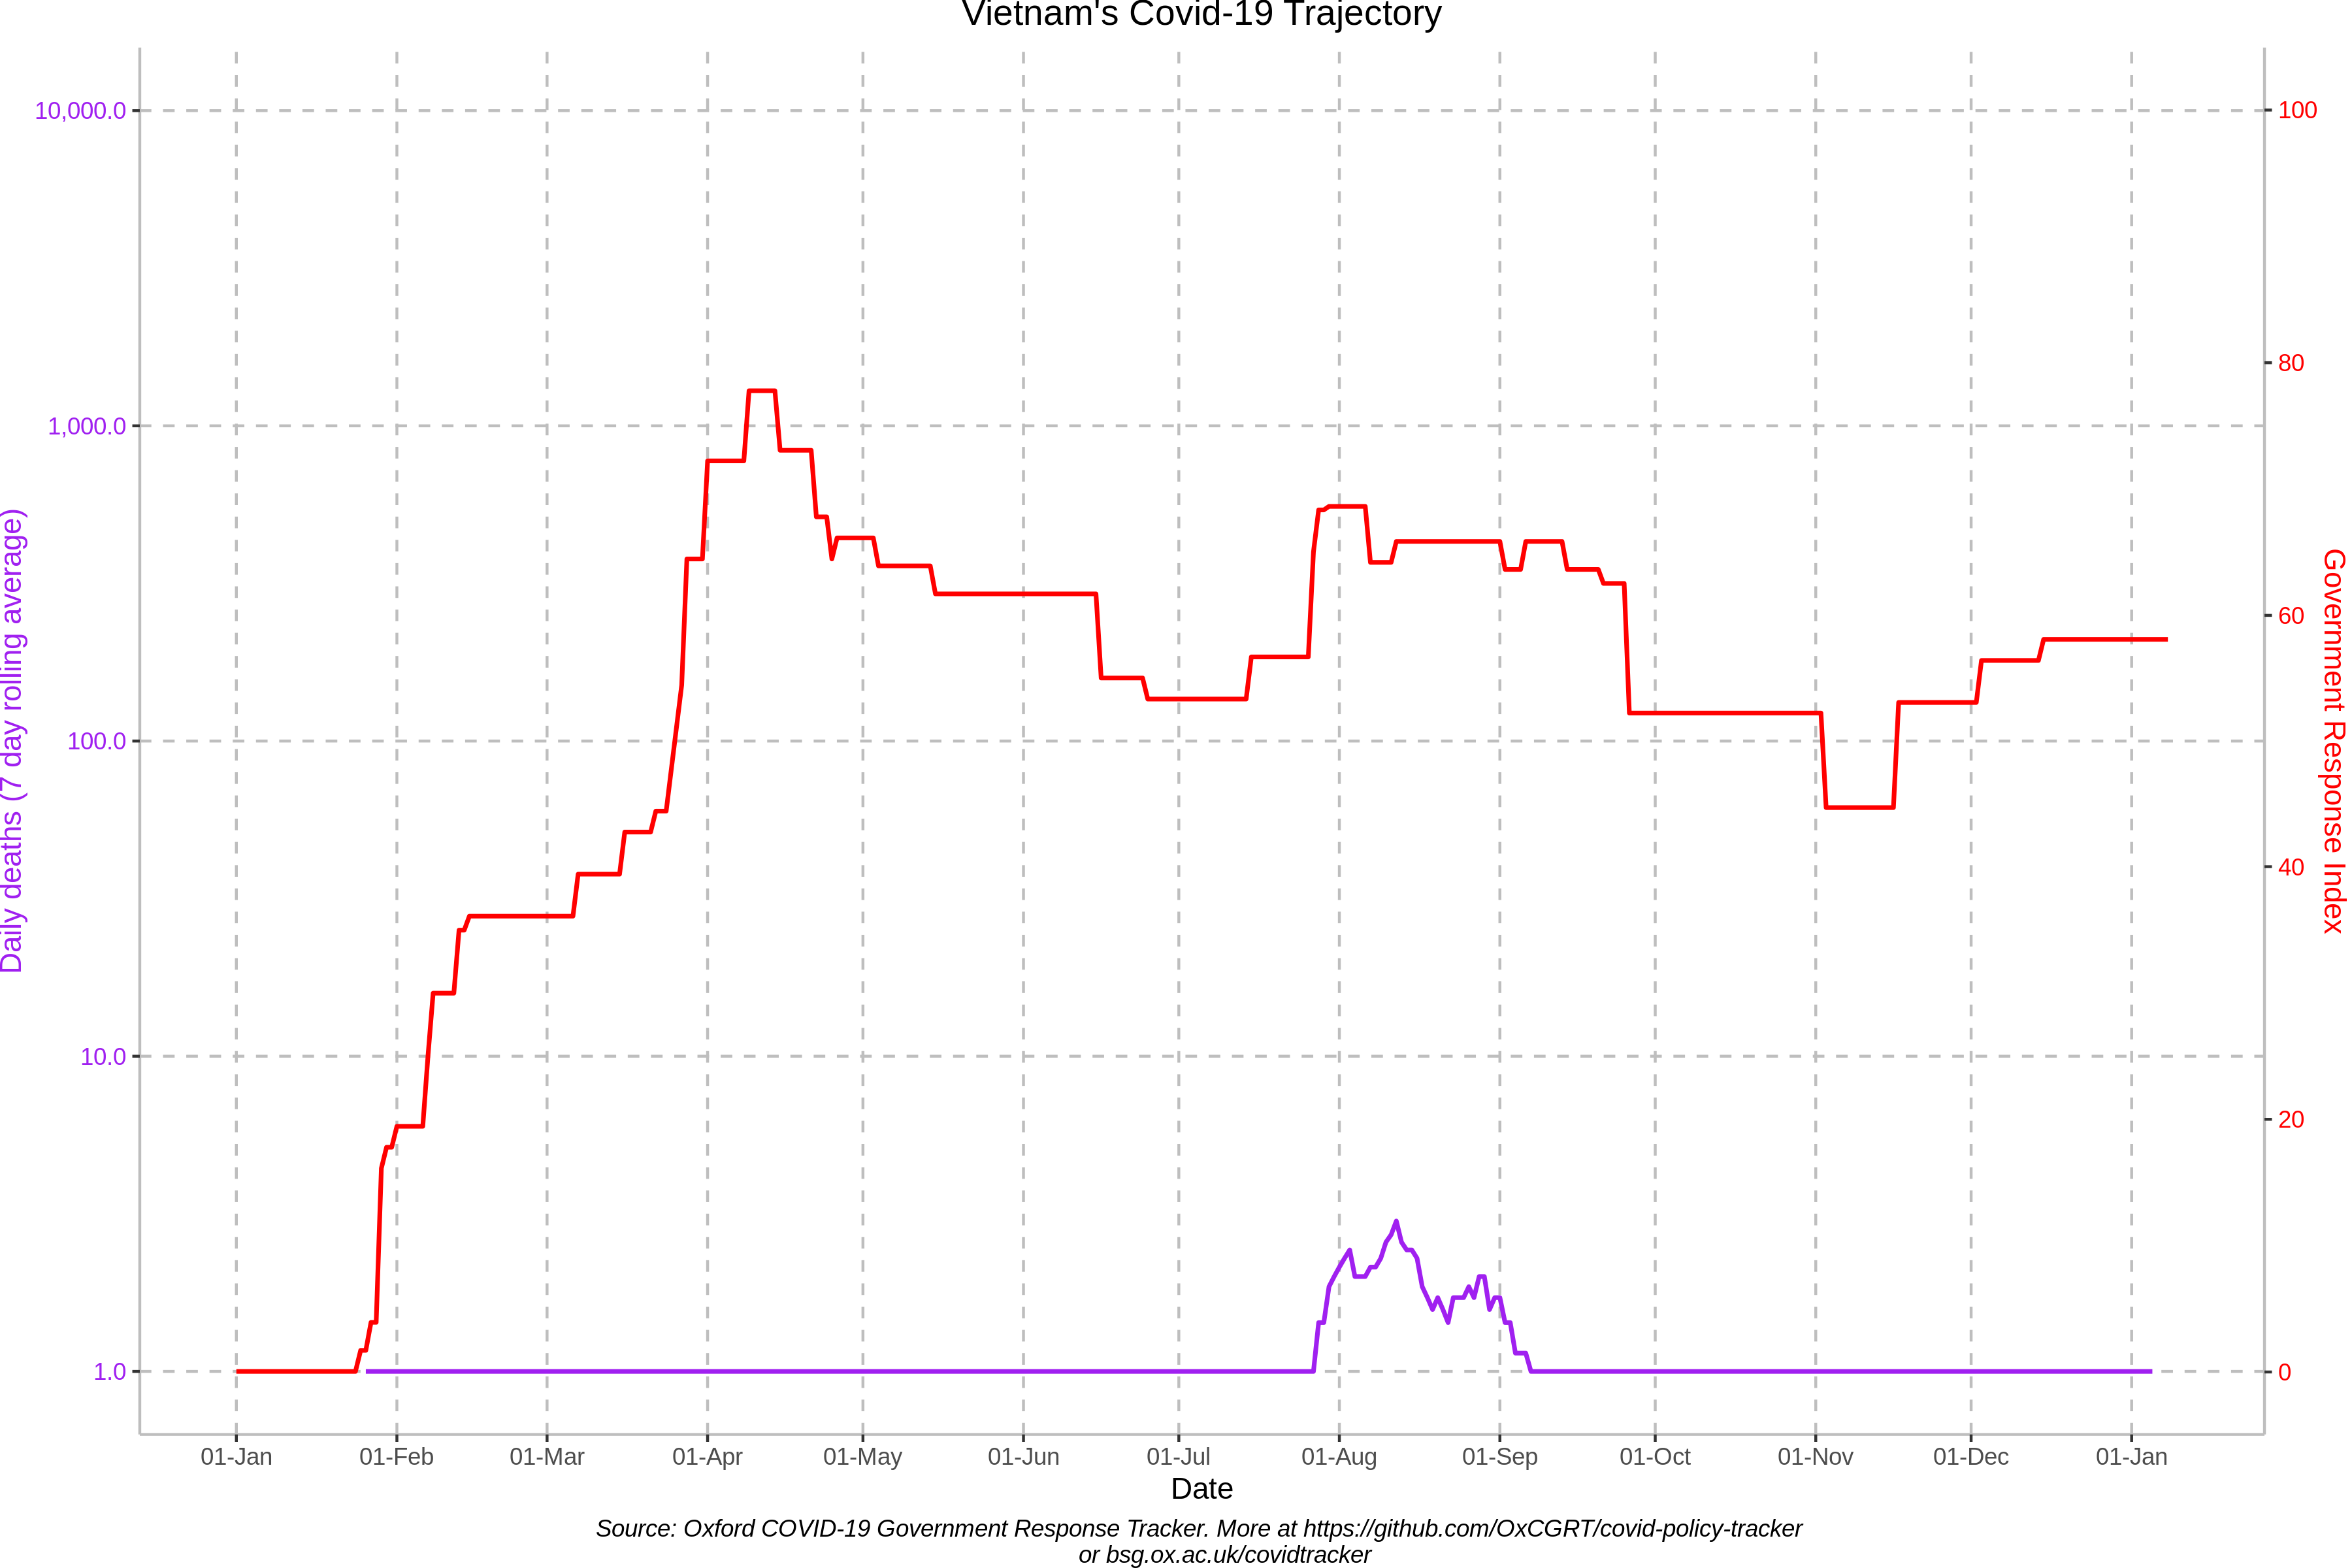 Vietnam's Covid-19 Trajectory
Daily deaths (7 day rolling average)
10,000.0
1,000.0
100.0
10.0
1.0
100
80
60
40
20
0
Government Response Index
01-Jan 01-Feb 01-Mar 01-Apr 01-May 01-Jun 01-Jul 01-Aug 01-Sep 01-Oct 01-Nov 01-Dec 01-Jan
Date
Source: Oxford COVID-19 Government Response Tracker. More at https://github.com/OxCGRT/covid-policy-tracker
or bsg.ox.ac.uk/covidtracker